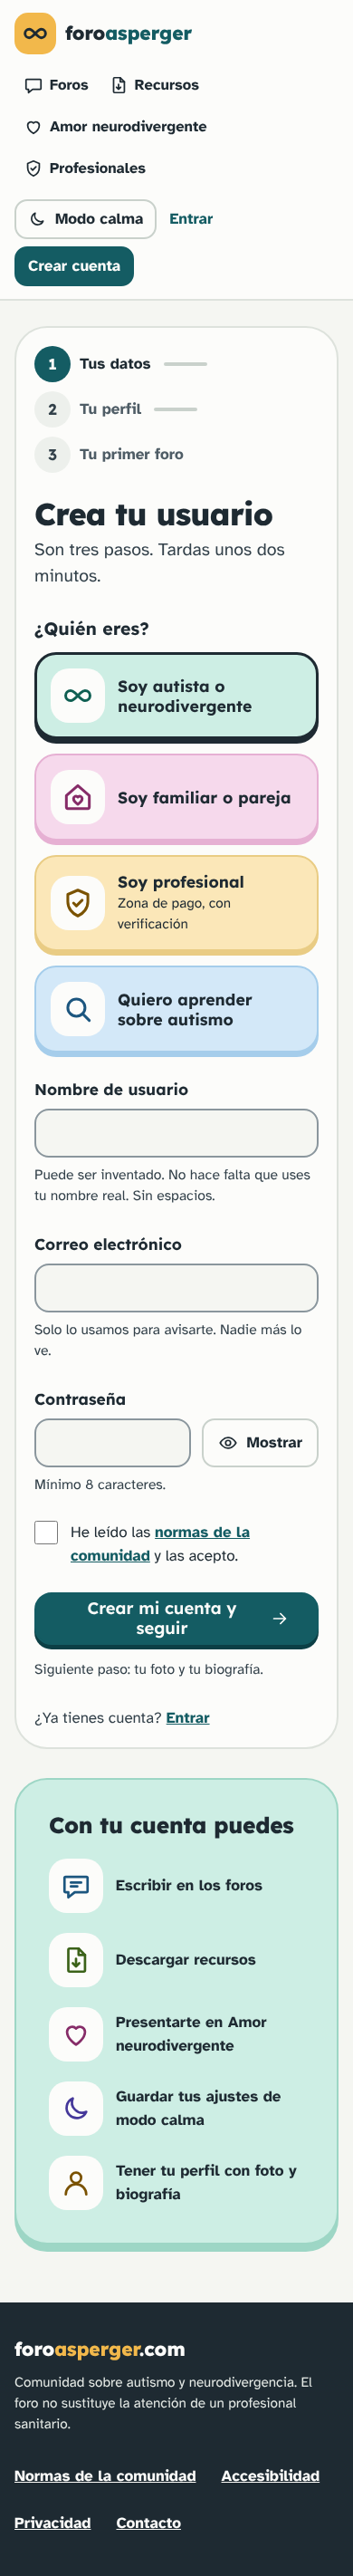 foroasperger
Foros Recursos
Amor neurodivergente
Profesionales
Modo calma Entrar
Crear cuenta
1 Tus datos
2 Tu perfil
3 Tu primer foro
Crea tu usuario
Son tres pasos. Tardas unos dos
minutos.
¿Quién eres?
Soy autista o
neurodivergente
Soy familiar o pareja
Soy profesional
Zona de pago, con
verificación
Quiero aprender
sobre autismo
Nombre de usuario
Puede ser inventado. No hace falta que uses
tu nombre real. Sin espacios.
Correo electrónico
Solo lo usamos para avisarte. Nadie más lo
ve.
Contraseña
Mostrar
Mínimo 8 caracteres.
He leído las normas de la
comunidad y las acepto.
Crear mi cuenta y
seguir
Siguiente paso: tu foto y tu biografía.
¿Ya tienes cuenta? Entrar
Con tu cuenta puedes
Escribir en los foros
Descargar recursos
Presentarte en Amor
neurodivergente
Guardar tus ajustes de
modo calma
Tener tu perfil con foto y
biografía
foroasperger.com
Comunidad sobre autismo y neurodivergencia. El
foro no sustituye la atención de un profesional
sanitario.
Normas de la comunidad Accesibilidad
Privacidad Contacto